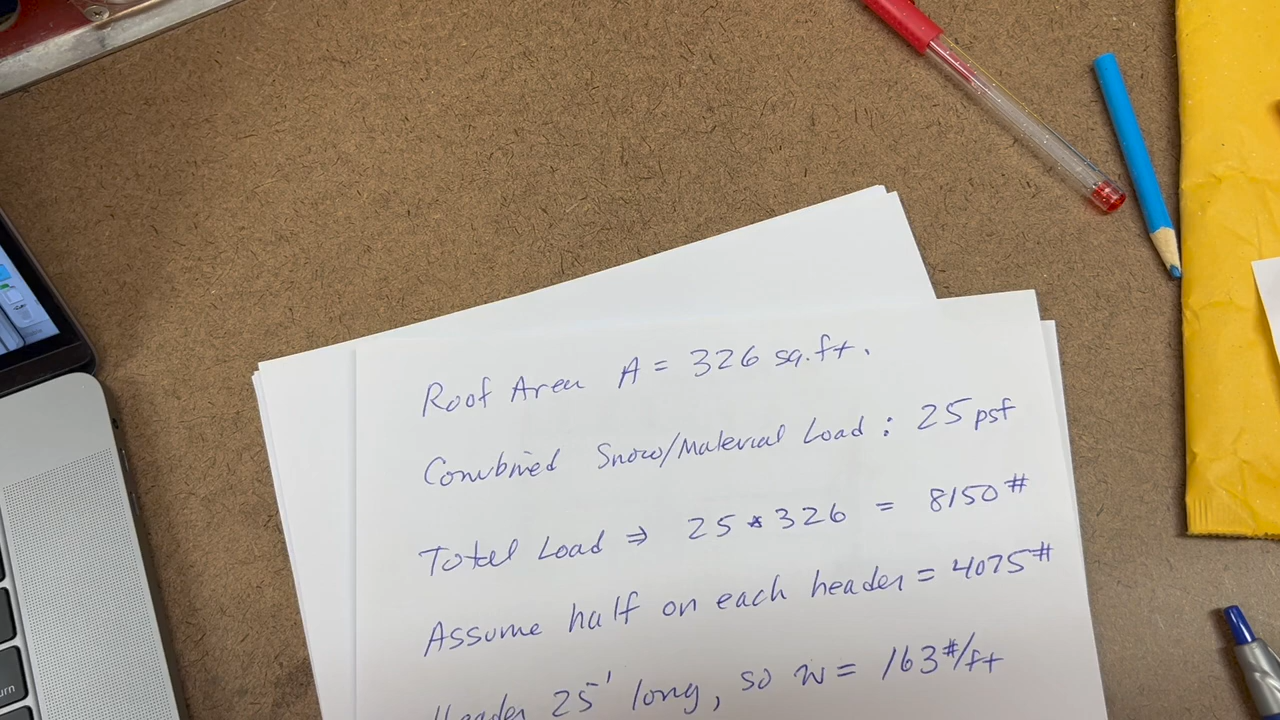 Roof Area A = 326 sq.ft.
Combined Snow/Material Load : 25 psf
Total Load ⇒ 25 * 326 = 8150#
Assume half on each header = 4075#
Header 25' long, so w = 163#/ft